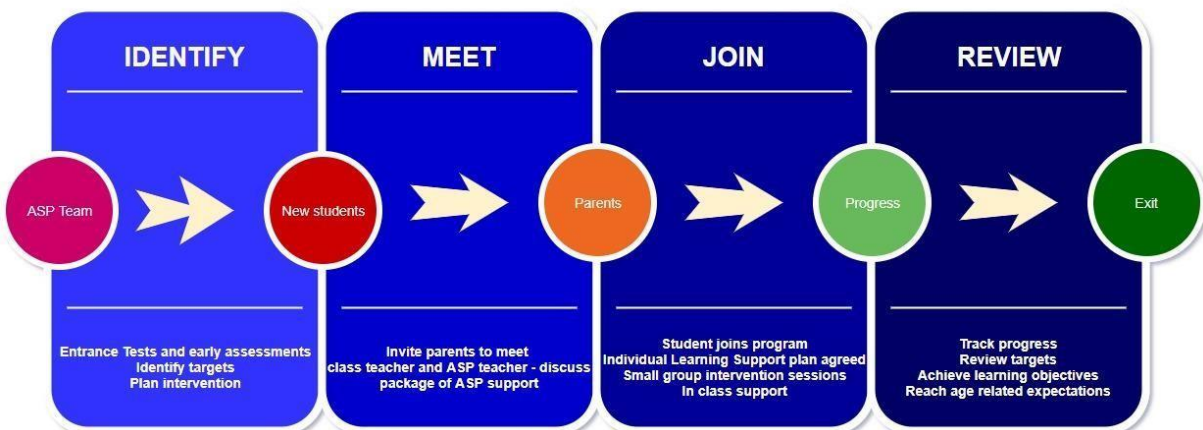 IDENTIFY
MEET
JOIN
REVIEW
ASP Team
New students
Parents
Progress
Exit
Entrance Tests and early assessments
Identify targets
Plan intervention
Invite parents to meet
class teacher and ASP teacher - discuss
package of ASP support
Student joins program
Individual Learning Support plan agreed
Small group intervention sessions
In class support
Track progress
Review targets
Achieve learning objectives
Reach age related expectations